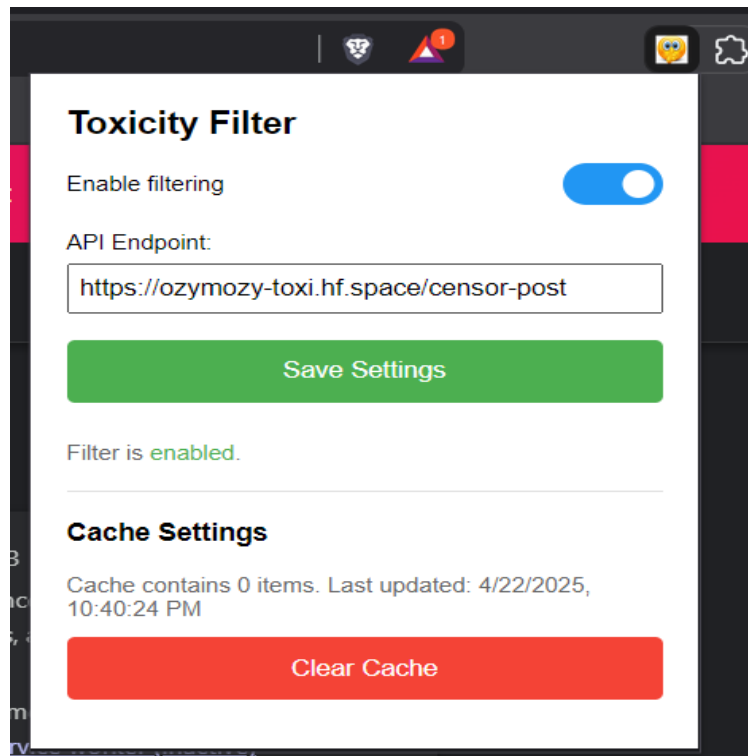 1
Toxicity Filter
Enable filtering
API Endpoint:
https://ozymozy-toxi.hf.space/censor-post
Save Settings
Filter is enabled.
Cache Settings
Cache contains 0 items. Last updated: 4/22/2025,
10:40:24 PM
Clear Cache